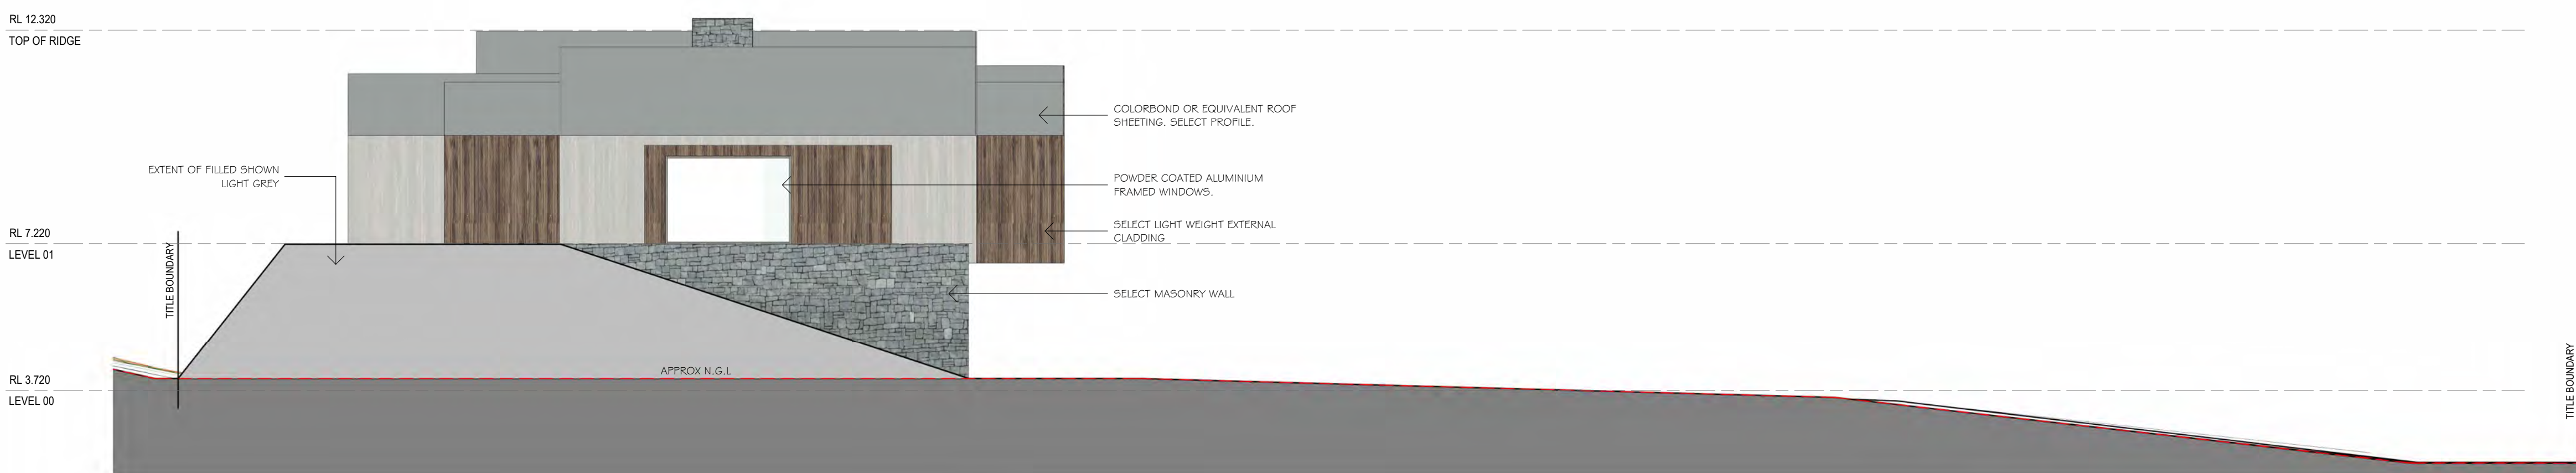 RL 12.320
TOP OF RIDGE
COLORBOND OR EQUIVALENT ROOF
SHEETING. SELECT PROFILE.
EXTENT OF FILLED SHOWN
LIGHT GREY
POWDER COATED ALUMINIUM
FRAMED WINDOWS.
SELECT LIGHT WEIGHT EXTERNAL
CLADDING
RL 7.220
LEVEL 01
TITLE BOUNDARY
SELECT MASONRY WALL
APPROX N.G.L
RL 3.720
LEVEL 00
TITLE BOUNDARY